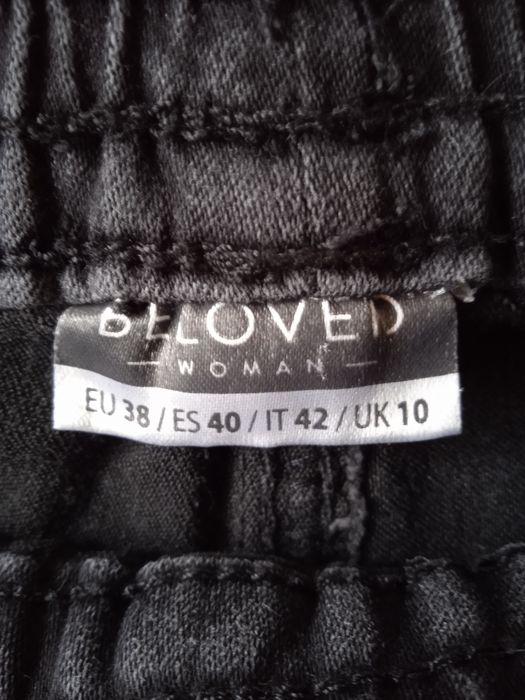 BELOVED
— WOMAN —
EU 38 / ES 40 / IT 42 / UK 10